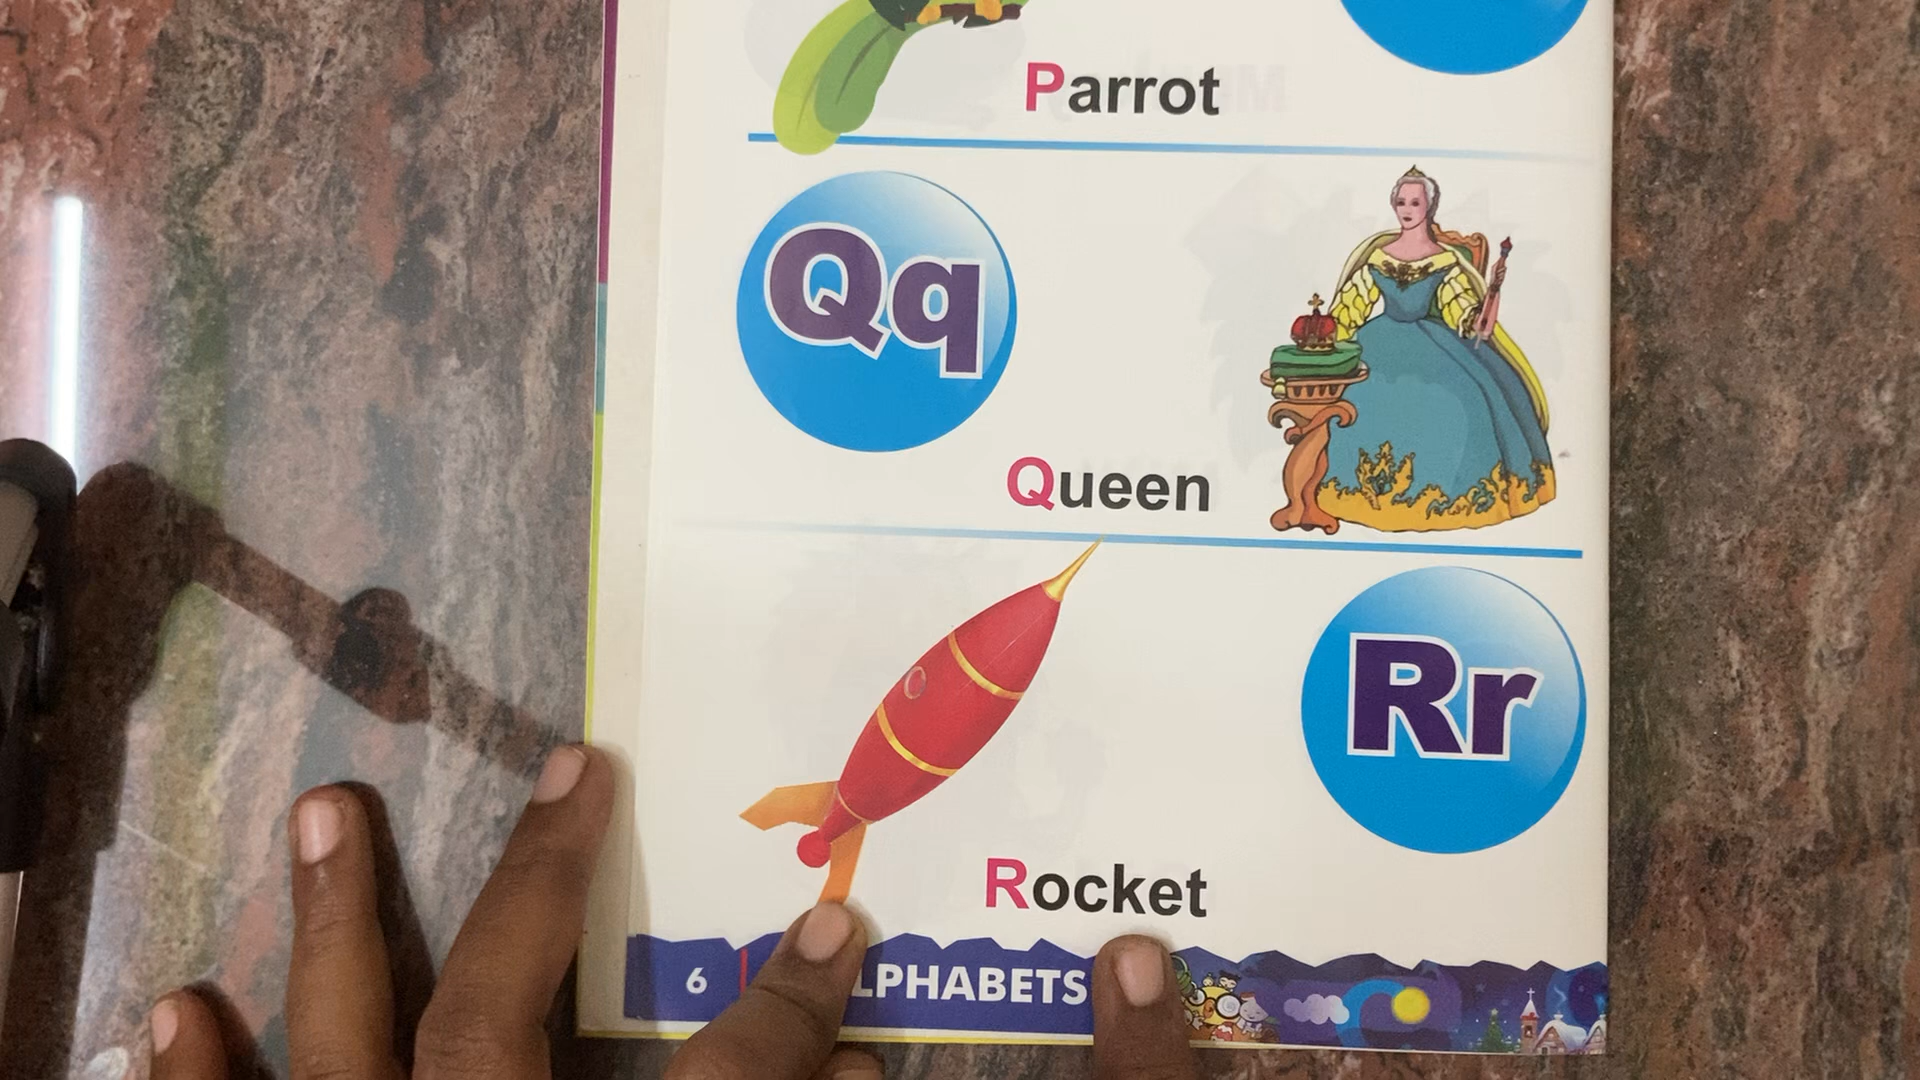 Parrot
Qq
Queen
Rr
Rocket
6 LPHABETS